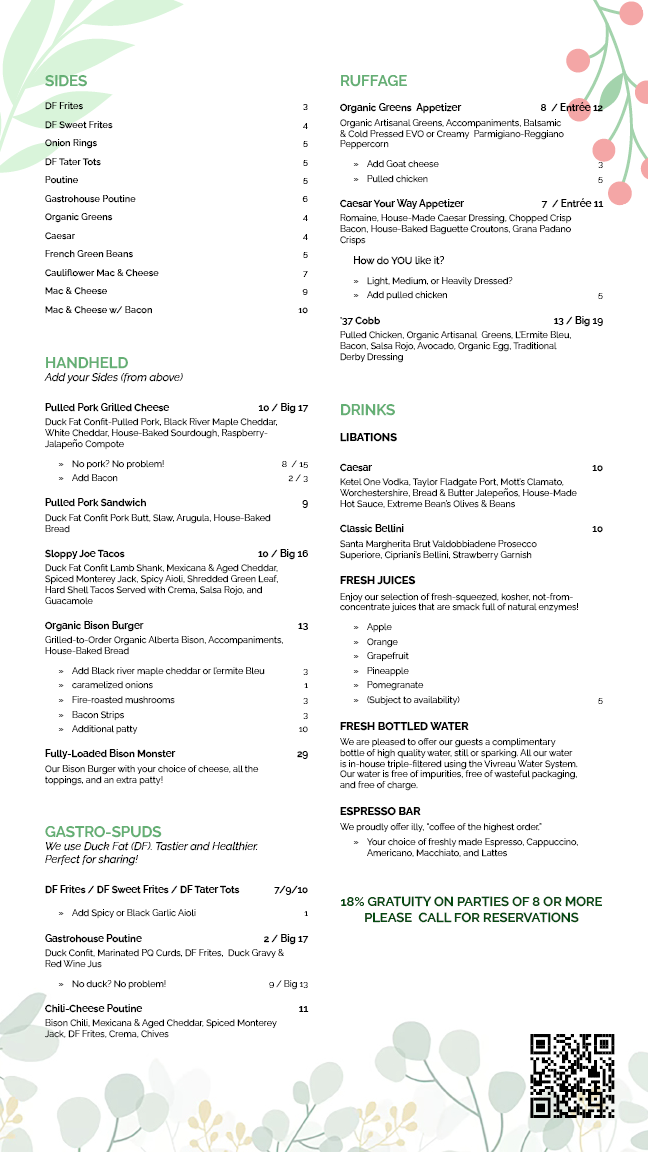 SIDES
DF Frites 3
DF Sweet Frites 4
Onion Rings 5
DF Tater Tots 5
Poutine 5
Gastrohouse Poutine 6
Organic Greens 4
Caesar 4
French Green Beans 5
Cauliflower Mac & Cheese 7
Mac & Cheese 9
Mac & Cheese w/ Bacon 10
HANDHELD
Add your Sides (from above)
Pulled Pork Grilled Cheese 10 / Big 17
Duck Fat Confit-Pulled Pork, Black River Maple Cheddar,
White Cheddar, House-Baked Sourdough, Raspberry-
Jalapeño Compote
» No pork? No problem! 8 / 15
» Add Bacon 2 / 3
Pulled Pork Sandwich 9
Duck Fat Confit Pork Butt, Slaw, Arugula, House-Baked
Bread
Sloppy Joe Tacos 10 / Big 16
Duck Fat Confit Lamb Shank, Mexicana & Aged Cheddar,
Spiced Monterey Jack, Spicy Aioli, Shredded Green Leaf,
Hard Shell Tacos Served with Crema, Salsa Rojo, and
Guacamole
Organic Bison Burger 13
Grilled-to-Order Organic Alberta Bison, Accompaniments,
House-Baked Bread
» Add Black river maple cheddar or l'ermite Bleu 3
» caramelized onions 1
» Fire-roasted mushrooms 3
» Bacon Strips 3
» Additional patty 10
Fully-Loaded Bison Monster 29
Our Bison Burger with your choice of cheese, all the
toppings, and an extra patty!
GASTRO-SPUDS
We use Duck Fat (DF). Tastier and Healthier.
Perfect for sharing!
DF Frites / DF Sweet Frites / DF Tater Tots 7/9/10
» Add Spicy or Black Garlic Aioli 1
Gastrohouse Poutine 2 / Big 17
Duck Confit, Marinated PQ Curds, DF Frites, Duck Gravy &
Red Wine Jus
» No duck? No problem! 9 / Big 13
Chili-Cheese Poutine 11
Bison Chili, Mexicana & Aged Cheddar, Spiced Monterey
Jack, DF Frites, Crema, Chives
RUFFAGE
Organic Greens Appetizer 8 / Entrée 12
Organic Artisanal Greens, Accompaniments, Balsamic
& Cold Pressed EVO or Creamy Parmigiano-Reggiano
Peppercorn
» Add Goat cheese 3
» Pulled chicken 5
Caesar Your Way Appetizer 7 / Entrée 11
Romaine, House-Made Caesar Dressing, Chopped Crisp
Bacon, House-Baked Baguette Croutons, Grana Padano
Crisps
How do YOU like it?
» Light, Medium, or Heavily Dressed?
» Add pulled chicken 5
'37 Cobb 13 / Big 19
Pulled Chicken, Organic Artisanal Greens, L'Ermite Bleu,
Bacon, Salsa Rojo, Avocado, Organic Egg, Traditional
Derby Dressing
DRINKS
LIBATIONS
Caesar 10
Ketel One Vodka, Taylor Fladgate Port, Mott's Clamato,
Worchestershire, Bread & Butter Jalepeños, House-Made
Hot Sauce, Extreme Bean's Olives & Beans
Classic Bellini 10
Santa Margherita Brut Valdobbiadene Prosecco
Superiore, Cipriani's Bellini, Strawberry Garnish
FRESH JUICES
Enjoy our selection of fresh-squeezed, kosher, not-from-
concentrate juices that are smack full of natural enzymes!
» Apple
» Orange
» Grapefruit
» Pineapple
» Pomegranate
» (Subject to availability) 5
FRESH BOTTLED WATER
We are pleased to offer our guests a complimentary
bottle of high quality water, still or sparking. All our water
is in-house triple-filtered using the Vivreau Water System.
Our water is free of impurities, free of wasteful packaging,
and free of charge.
ESPRESSO BAR
We proudly offer illy, "coffee of the highest order."
» Your choice of freshly made Espresso, Cappuccino,
Americano, Macchiato, and Lattes
18% GRATUITY ON PARTIES OF 8 OR MORE
PLEASE CALL FOR RESERVATIONS